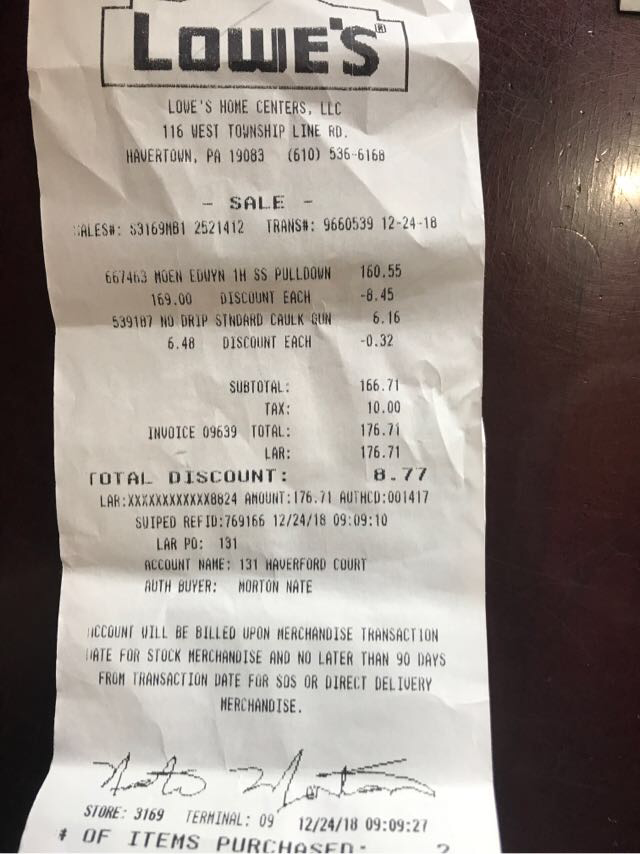 LOWE'S®
LOWE'S HOME CENTERS, LLC
116 WEST TOWNSHIP LINE RD.
HAVERTOWN, PA 19083 (610) 536-6168
- SALE -
SALES#: S3169MB1 2521412 TRANS#: 9660539 12-24-18
667463 MOEN EDWYN 1H SS PULLDOWN 160.55
169.00 DISCOUNT EACH -8.45
539187 NO DRIP STNDARD CAULK GUN 6.16
6.48 DISCOUNT EACH -0.32
SUBTOTAL: 166.71
TAX: 10.00
INVOICE 09639 TOTAL: 176.71
LAR: 176.71
TOTAL DISCOUNT: 8.77
LAR:XXXXXXXXXXXX8824 AMOUNT:176.71 AUTHCD:001417
SWIPED REFID:769166 12/24/18 09:09:10
LAR PO: 131
ACCOUNT NAME: 131 HAVERFORD COURT
AUTH BUYER: MORTON NATE
ACCOUNT WILL BE BILLED UPON MERCHANDISE TRANSACTION
DATE FOR STOCK MERCHANDISE AND NO LATER THAN 90 DAYS
FROM TRANSACTION DATE FOR SOS OR DIRECT DELIVERY
MERCHANDISE.
Nate Morton
STORE: 3169 TERMINAL: 09 12/24/18 09:09:27
# OF ITEMS PURCHASED: 2